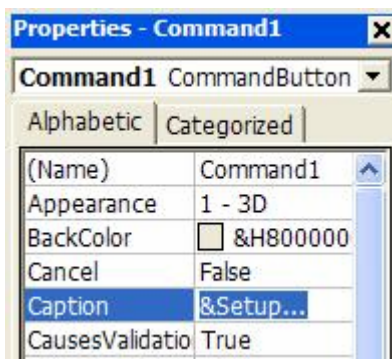 Properties - Command1
Command1 CommandButton
Alphabetic Categorized
(Name) Command1
Appearance 1 - 3D
BackColor &H800000
Cancel False
Caption &Setup...
CausesValidatio True